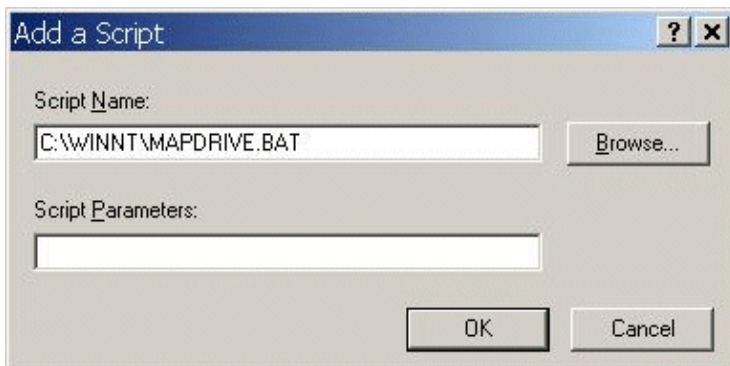 Add a Script
Script Name:
C:\WINNT\MAPDRIVE.BAT
Browse...
Script Parameters:
OK
Cancel